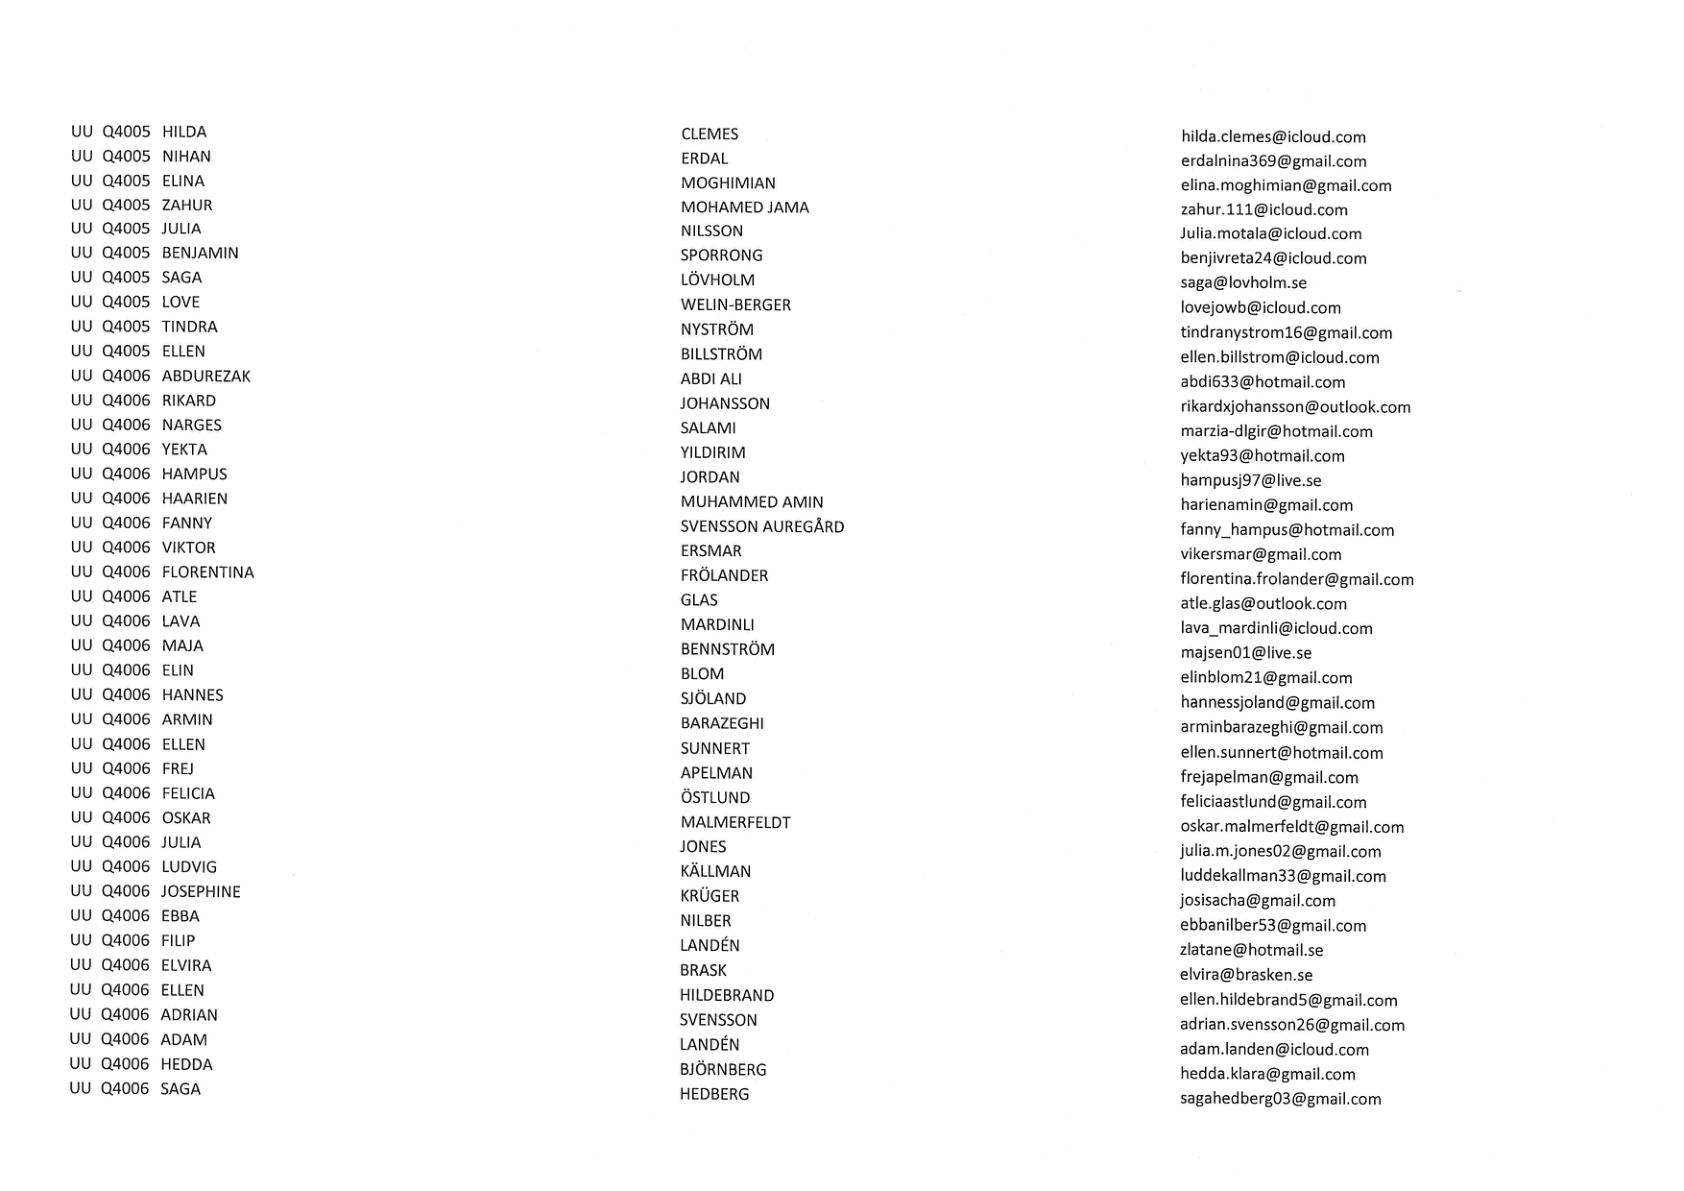 UU Q4005 HILDA CLEMES hilda.clemes@icloud.com
UU Q4005 NIHAN ERDAL erdalnina369@gmail.com
UU Q4005 ELINA MOGHIMIAN elina.moghimian@gmail.com
UU Q4005 ZAHUR MOHAMED JAMA zahur.111@icloud.com
UU Q4005 JULIA NILSSON Julia.motala@icloud.com
UU Q4005 BENJAMIN SPORRONG benjivreta24@icloud.com
UU Q4005 SAGA LÖVHOLM saga@lovholm.se
UU Q4005 LOVE WELIN-BERGER lovejowb@icloud.com
UU Q4005 TINDRA NYSTRÖM tindranystrom16@gmail.com
UU Q4005 ELLEN BILLSTRÖM ellen.billstrom@icloud.com
UU Q4006 ABDUREZAK ABDI ALI abdi633@hotmail.com
UU Q4006 RIKARD JOHANSSON rikardxjohansson@outlook.com
UU Q4006 NARGES SALAMI marzia-dlgir@hotmail.com
UU Q4006 YEKTA YILDIRIM yekta93@hotmail.com
UU Q4006 HAMPUS JORDAN hampusj97@live.se
UU Q4006 HAARIEN MUHAMMED AMIN harienamin@gmail.com
UU Q4006 FANNY SVENSSON AUREGÅRD fanny_hampus@hotmail.com
UU Q4006 VIKTOR ERSMAR vikersmar@gmail.com
UU Q4006 FLORENTINA FRÖLANDER florentina.frolander@gmail.com
UU Q4006 ATLE GLAS atle.glas@outlook.com
UU Q4006 LAVA MARDINLI lava_mardinli@icloud.com
UU Q4006 MAJA BENNSTRÖM majsen01@live.se
UU Q4006 ELIN BLOM elinblom21@gmail.com
UU Q4006 HANNES SJÖLAND hannessjoland@gmail.com
UU Q4006 ARMIN BARAZEGHI arminbarazeghi@gmail.com
UU Q4006 ELLEN SUNNERT ellen.sunnert@hotmail.com
UU Q4006 FREJ APELMAN frejapelman@gmail.com
UU Q4006 FELICIA ÖSTLUND feliciaastlund@gmail.com
UU Q4006 OSKAR MALMERFELDT oskar.malmerfeldt@gmail.com
UU Q4006 JULIA JONES julia.m.jones02@gmail.com
UU Q4006 LUDVIG KÄLLMAN luddekallman33@gmail.com
UU Q4006 JOSEPHINE KRÜGER josisacha@gmail.com
UU Q4006 EBBA NILBER ebbanilber53@gmail.com
UU Q4006 FILIP LANDÉN zlatane@hotmail.se
UU Q4006 ELVIRA BRASK elvira@brasken.se
UU Q4006 ELLEN HILDEBRAND ellen.hildebrand5@gmail.com
UU Q4006 ADRIAN SVENSSON adrian.svensson26@gmail.com
UU Q4006 ADAM LANDÉN adam.landen@icloud.com
UU Q4006 HEDDA BJÖRNBERG hedda.klara@gmail.com
UU Q4006 SAGA HEDBERG sagahedberg03@gmail.com